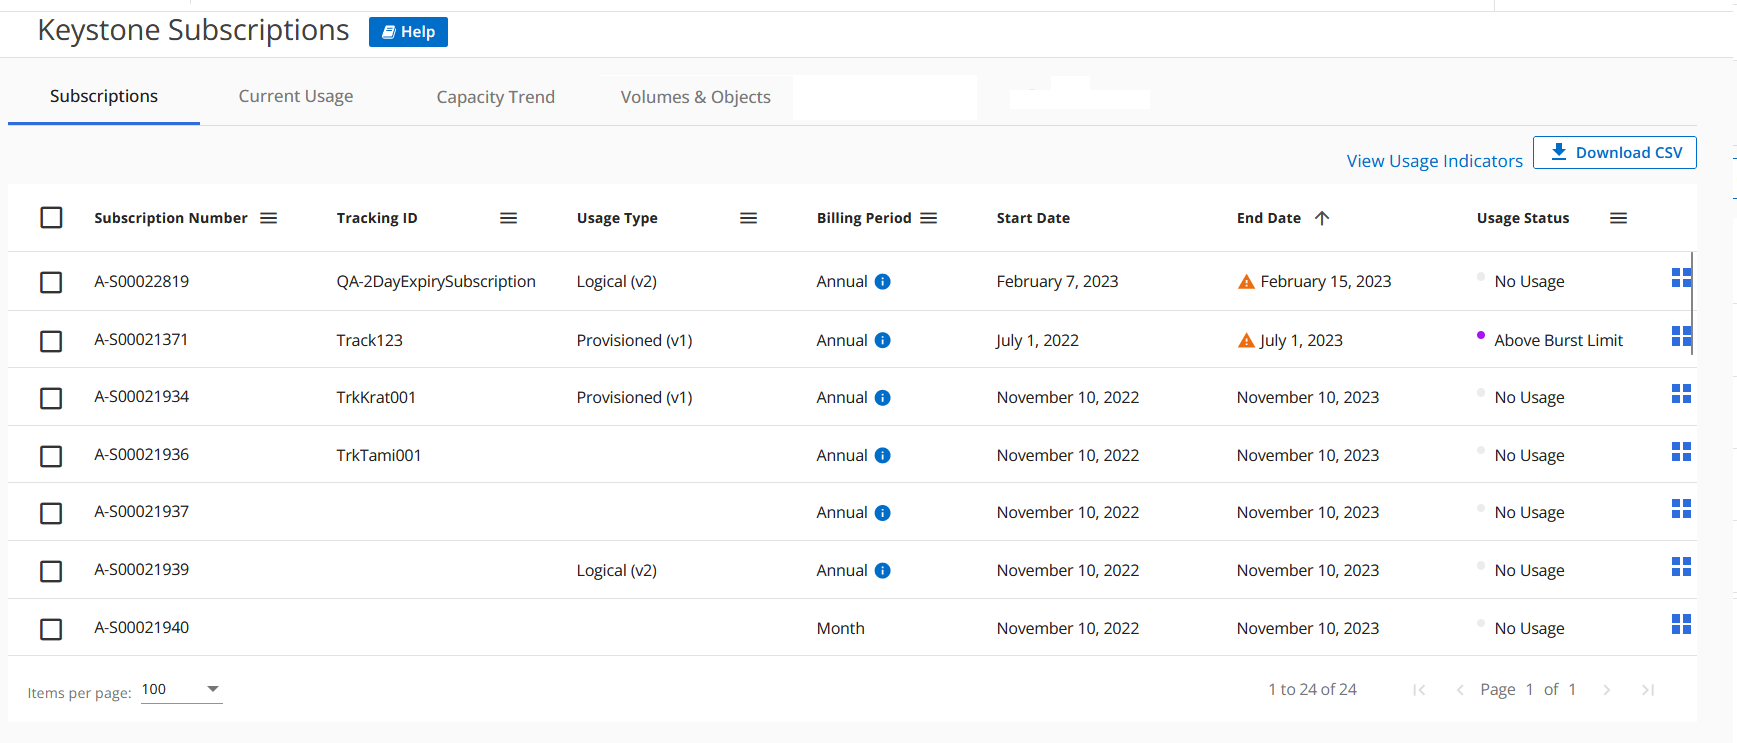 Keystone Subscriptions Help
Subscriptions Current Usage Capacity Trend Volumes & Objects
View Usage Indicators Download CSV
Subscription Number Tracking ID Usage Type Billing Period Start Date End Date Usage Status
A-S00022819 QA-2DayExpirySubscription Logical (v2) Annual February 7, 2023 February 15, 2023 No Usage
A-S00021371 Track123 Provisioned (v1) Annual July 1, 2022 July 1, 2023 Above Burst Limit
A-S00021934 TrkKrat001 Provisioned (v1) Annual November 10, 2022 November 10, 2023 No Usage
A-S00021936 TrkTami001 Annual November 10, 2022 November 10, 2023 No Usage
A-S00021937 Annual November 10, 2022 November 10, 2023 No Usage
A-S00021939 Logical (v2) Annual November 10, 2022 November 10, 2023 No Usage
A-S00021940 Month November 10, 2022 November 10, 2023 No Usage
Items per page: 100 1 to 24 of 24 Page 1 of 1